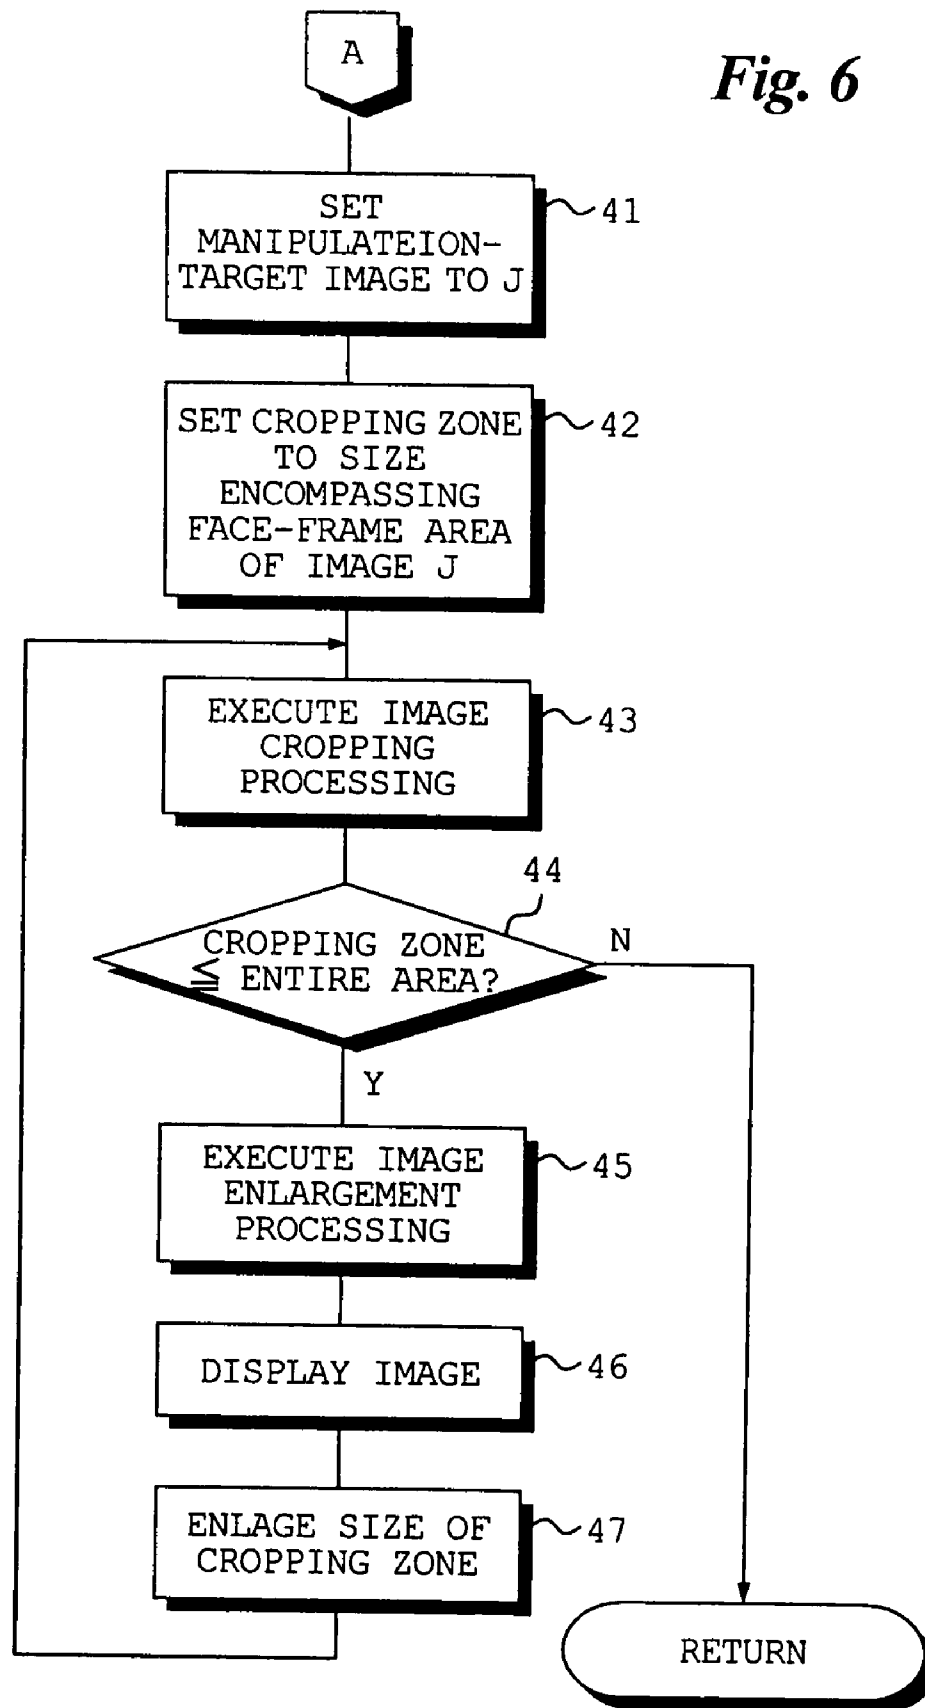 Fig. 6
A
SET
MANIPULATEION-
TARGET IMAGE TO J
41
SET CROPPING ZONE
TO SIZE
ENCOMPASSING
FACE-FRAME AREA
OF IMAGE J
42
EXECUTE IMAGE
CROPPING
PROCESSING
43
44
CROPPING ZONE
≦ ENTIRE AREA?
N
Y
EXECUTE IMAGE
ENLARGEMENT
PROCESSING
45
DISPLAY IMAGE
46
ENLAGE SIZE OF
CROPPING ZONE
47
RETURN